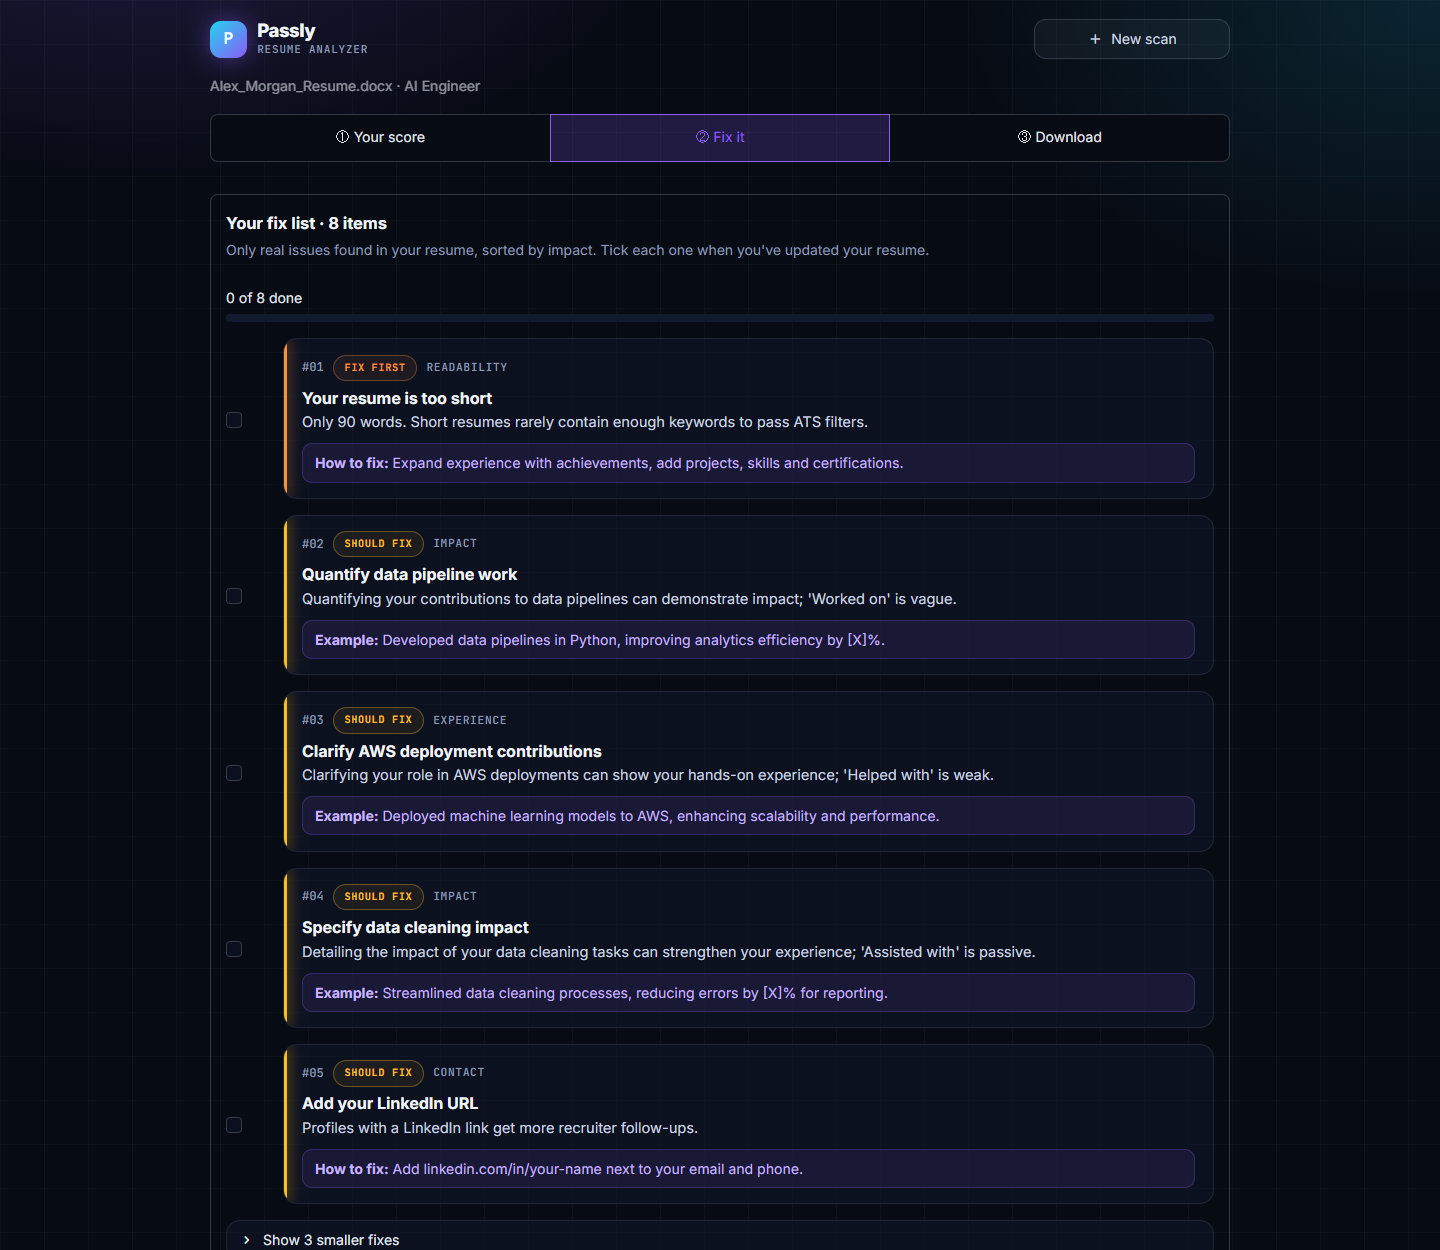 P
Passly
RESUME ANALYZER
+ New scan
Alex_Morgan_Resume.docx · AI Engineer
① Your score
② Fix it
③ Download
Your fix list · 8 items
Only real issues found in your resume, sorted by impact. Tick each one when you've updated your resume.
0 of 8 done
#01 FIX FIRST READABILITY
Your resume is too short
Only 90 words. Short resumes rarely contain enough keywords to pass ATS filters.
How to fix: Expand experience with achievements, add projects, skills and certifications.
#02 SHOULD FIX IMPACT
Quantify data pipeline work
Quantifying your contributions to data pipelines can demonstrate impact; 'Worked on' is vague.
Example: Developed data pipelines in Python, improving analytics efficiency by [X]%.
#03 SHOULD FIX EXPERIENCE
Clarify AWS deployment contributions
Clarifying your role in AWS deployments can show your hands-on experience; 'Helped with' is weak.
Example: Deployed machine learning models to AWS, enhancing scalability and performance.
#04 SHOULD FIX IMPACT
Specify data cleaning impact
Detailing the impact of your data cleaning tasks can strengthen your experience; 'Assisted with' is passive.
Example: Streamlined data cleaning processes, reducing errors by [X]% for reporting.
#05 SHOULD FIX CONTACT
Add your LinkedIn URL
Profiles with a LinkedIn link get more recruiter follow-ups.
How to fix: Add linkedin.com/in/your-name next to your email and phone.
Show 3 smaller fixes